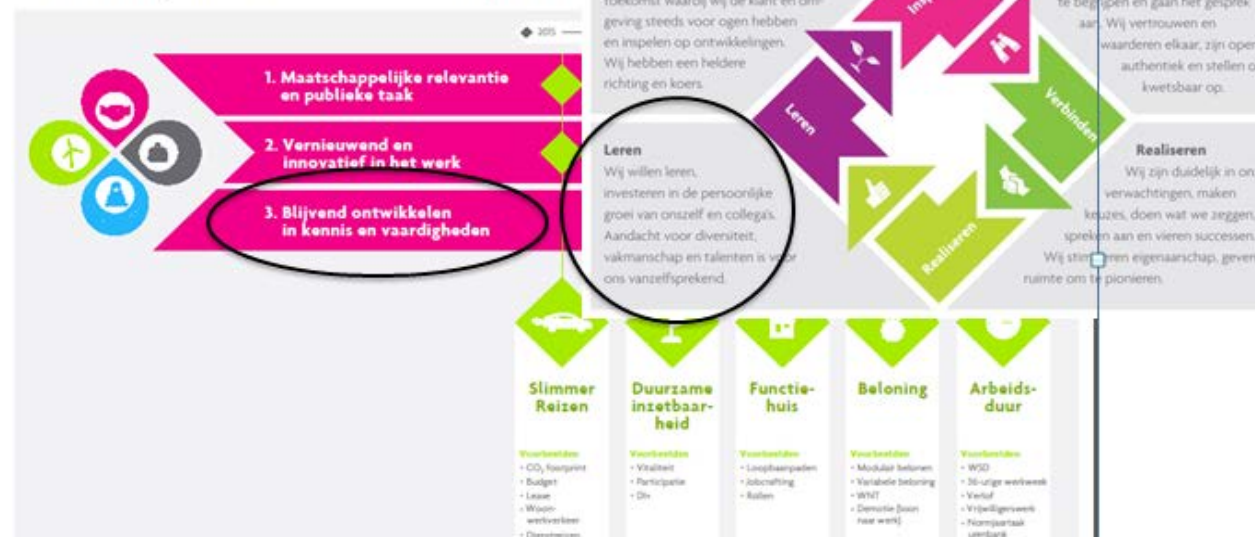 toekomst waarbij wij de klant en om-
geving steeds voor ogen hebben
en inspelen op ontwikkelingen.
Wij hebben een heldere
richting en koers.
te begrijpen en gaan het gesprek
aan. Wij vertrouwen en
waarderen elkaar, zijn open
authentiek en stellen
kwetsbaar op.
2015
1. Maatschappelijke relevantie
en publieke taak
2. Vernieuwend en
innovatief in het werk
3. Blijvend ontwikkelen
in kennis en vaardigheden
Leren
Verbinden
Realiseren
Leren
Wij willen leren,
investeren in de persoonlijke
groei van onszelf en collega's.
Aandacht voor diversiteit,
vakmanschap en talenten is voor
ons vanzelfsprekend.
Realiseren
Wij zijn duidelijk in
verwachtingen, maken
keuzes, doen wat we zeggen,
spreken aan en vieren successen.
Wij stimuleren eigenaarschap, geven
ruimte om te pionieren.
Slimmer
Reizen
Voorbeelden
• CO₂ footprint
• Budget
• Lease
• Woon-
werkverkeer
• Dienstreizen
Duurzame
inzetbaar-
heid
Voorbeelden
• Vitaliteit
• Participatie
• DI+
Functie-
huis
Voorbeelden
• Loopbaanpaden
• Jobcrafting
• Rollen
Beloning
Voorbeelden
• Modulair belonen
• Variabele beloning
• WNT
• Demotie (loon
naar werk)
Arbeids-
duur
Voorbeelden
• WSD
• 36-urige werkweek
• Verlof
• Vrijwilligerswerk
• Normjaartaak
urenbank